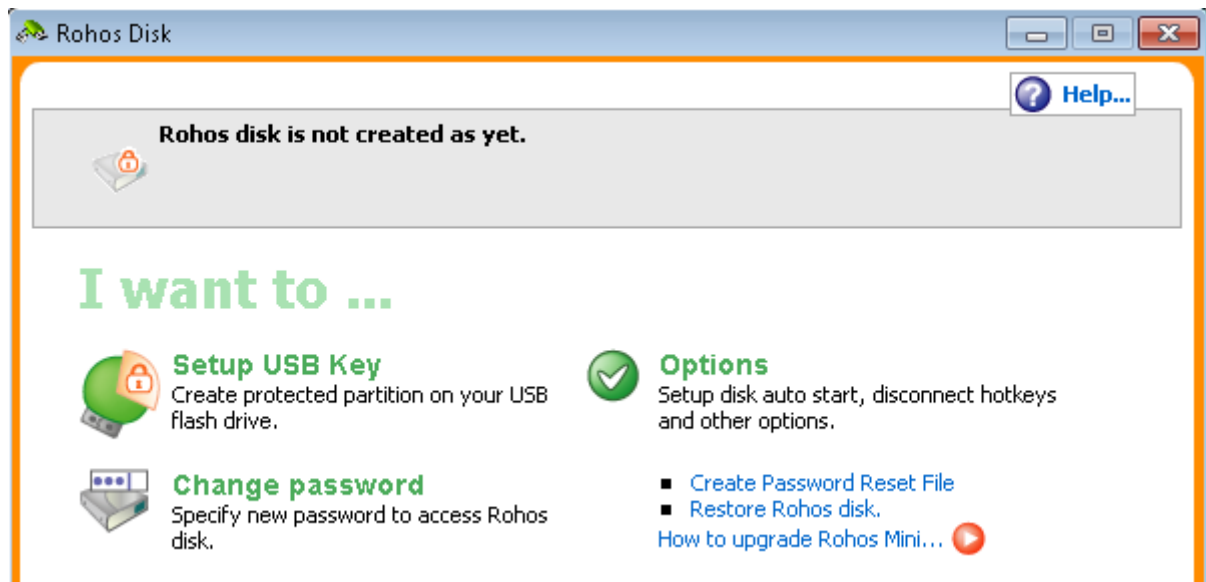 Rohos Disk
Help...
Rohos disk is not created as yet.
I want to ...
Setup USB Key
Create protected partition on your USB
flash drive.
Options
Setup disk auto start, disconnect hotkeys
and other options.
Change password
Specify new password to access Rohos
disk.
Create Password Reset File
Restore Rohos disk.
How to upgrade Rohos Mini...